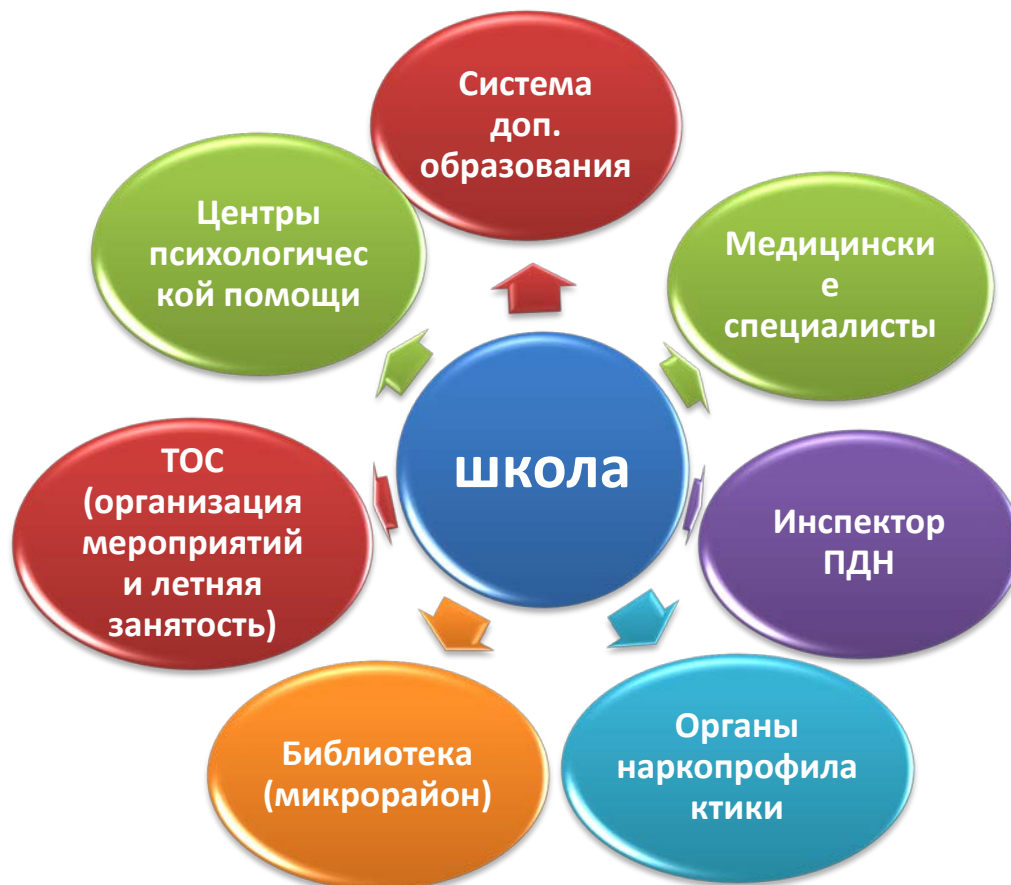 Система
доп.
образования
Центры
психологичес
кой помощи
Медицински
е
специалисты
школа
ТОС
(организация
мероприятий
и летняя
занятость)
Инспектор
ПДН
Библиотека
(микрорайон)
Органы
наркопрофила
ктики